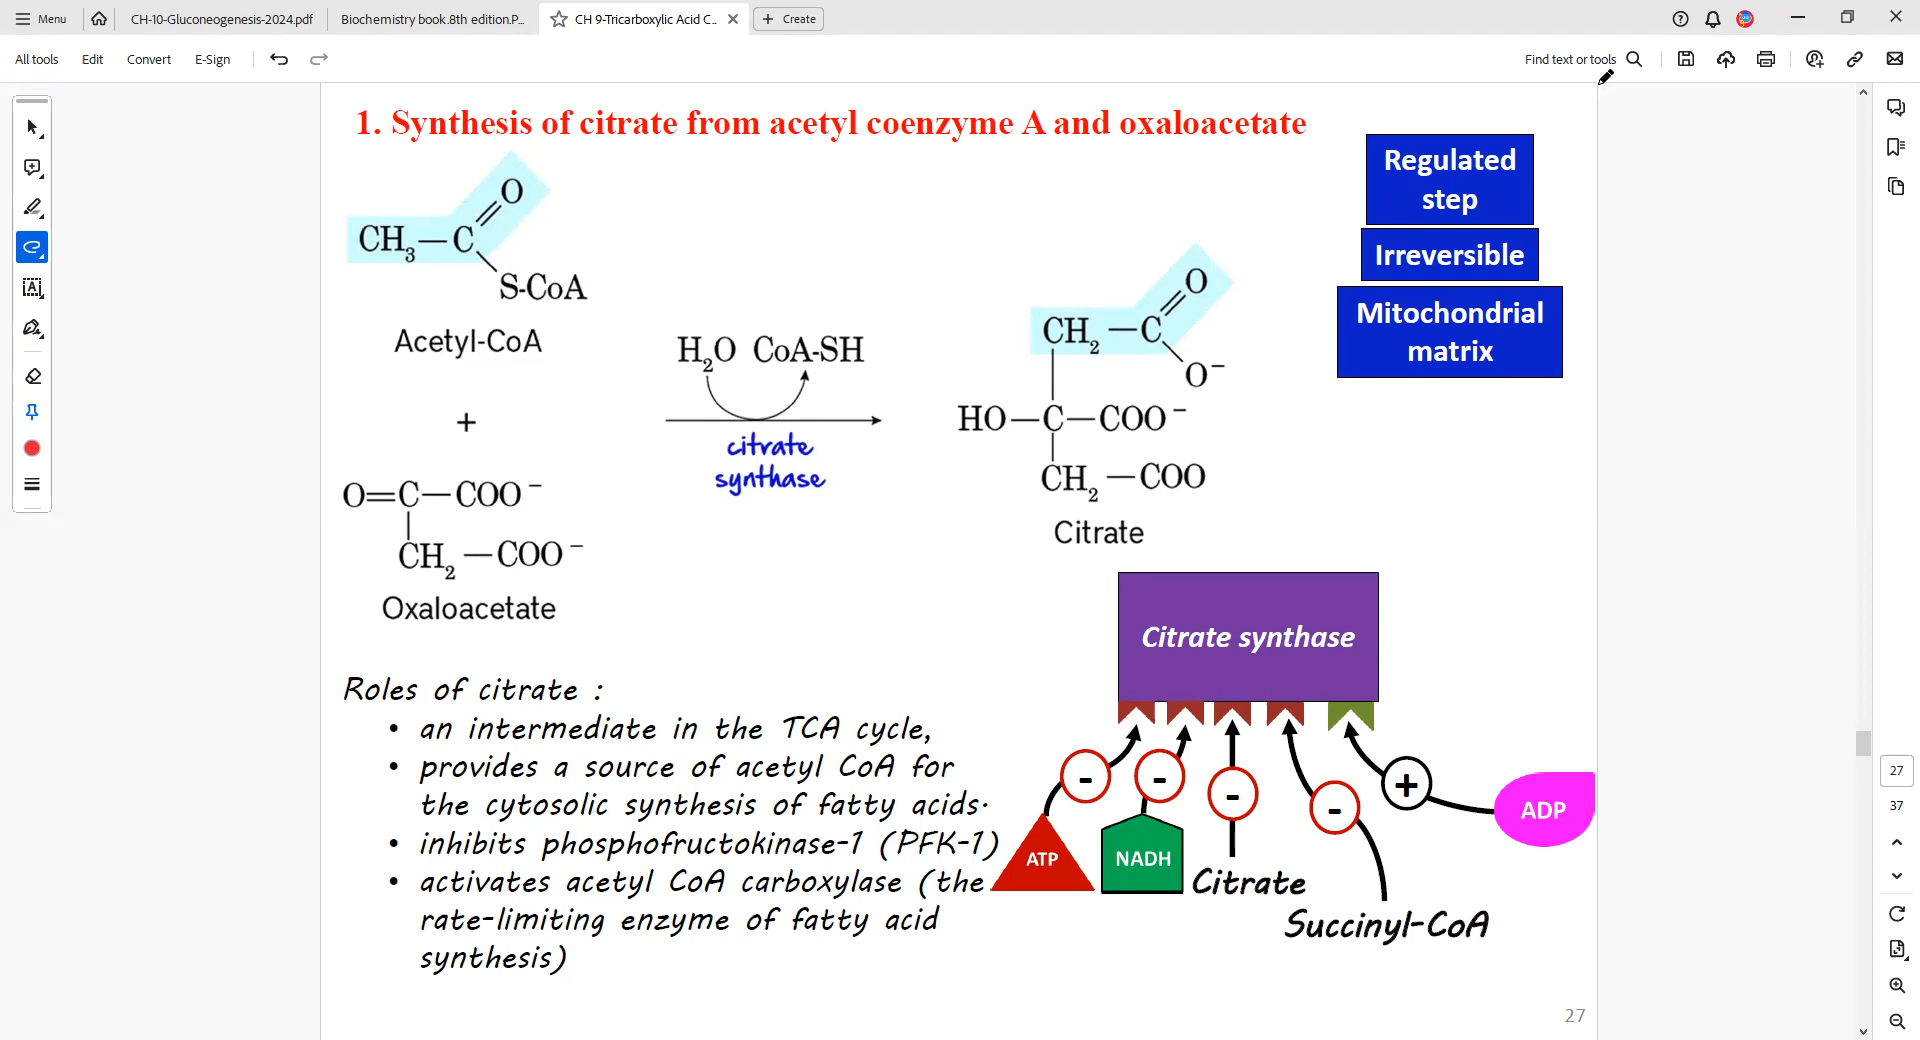 Menu
CH-10-Gluconeogenesis-2024.pdf
Biochemistry book.8th edition.P...
CH 9-Tricarboxylic Acid C...
+ Create
All tools
Edit
Convert
E-Sign
Find text or tools
1. Synthesis of citrate from acetyl coenzyme A and oxaloacetate
Regulated
step
Irreversible
Mitochondrial
matrix
O
CH3—C
S-CoA
Acetyl-CoA
+
O=C—COO−
CH2—COO−
Oxaloacetate
H2O CoA-SH
citrate
synthase
O
CH2—C
O−
HO—C—COO−
CH2—COO
Citrate
Citrate synthase
- - - - +
ATP
NADH
Citrate
Succinyl-CoA
ADP
Roles of citrate :
• an intermediate in the TCA cycle,
• provides a source of acetyl CoA for
the cytosolic synthesis of fatty acids.
• inhibits phosphofructokinase-1 (PFK-1)
• activates acetyl CoA carboxylase (the
rate-limiting enzyme of fatty acid
synthesis)
27
27
37